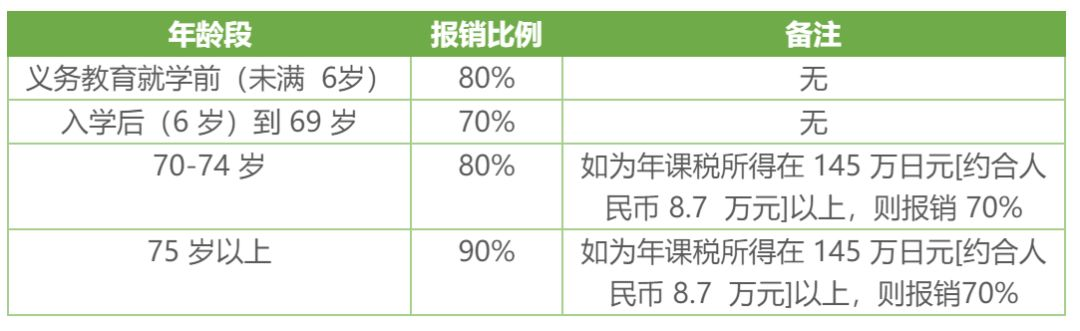 年龄段 报销比例 备注
义务教育就学前（未满 6岁） 80% 无
入学后（6 岁）到 69 岁 70% 无
70-74 岁 80% 如为年课税所得在 145 万日元[约合人
民币 8.7 万元]以上，则报销 70%
75 岁以上 90% 如为年课税所得在 145 万日元[约合人
民币 8.7 万元]以上，则报销70%